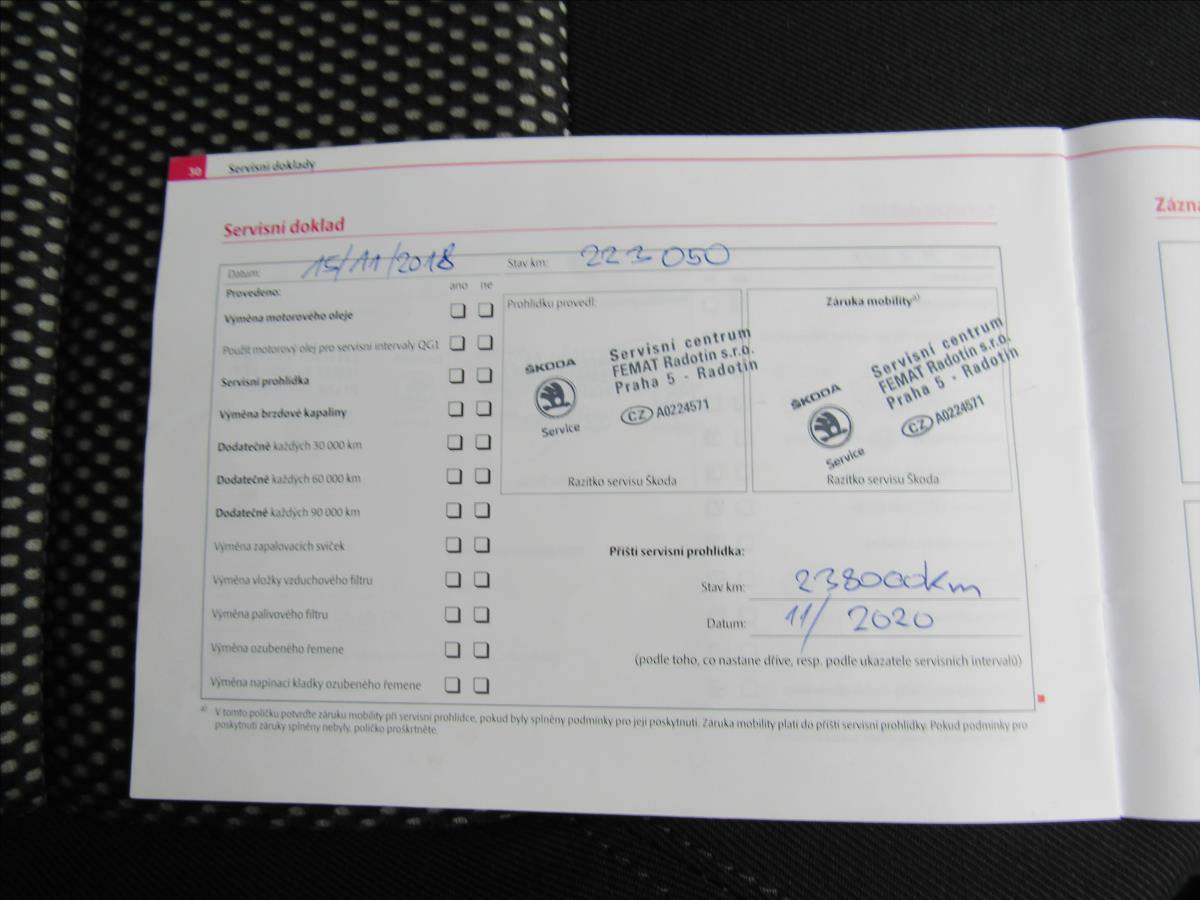 30 Servisní doklady
Servisní doklad
Datum: 15/11/2018 Stav km: 223 050
Provedeno: ano ne
Výměna motorového oleje
Použit motorový olej pro servisní intervaly QG1
Servisní prohlídka
Výměna brzdové kapaliny
Dodatečně každých 30 000 km
Dodatečně každých 60 000 km
Dodatečně každých 90 000 km
Výměna zapalovacích svíček
Výměna vložky vzduchového filtru
Výměna palivového filtru
Výměna ozubeného řemene
Výměna napínací kladky ozubeného řemene
Prohlídku provedl:
ŠKODA
Service
Servisní centrum
FEMAT Radotín s.r.o.
Praha 5 - Radotín
CZ A0224571
Razítko servisu Škoda
Záruka mobility a)
ŠKODA
Service
Servisní centrum
FEMAT Radotín s.r.o.
Praha 5 - Radotín
CZ A0224571
Razítko servisu Škoda
Příští servisní prohlídka:
Stav km: 238000km
Datum: 11/ 2020
(podle toho, co nastane dříve, resp. podle ukazatele servisních intervalů)
a) V tomto políčku potvrďte záruku mobility při servisní prohlídce, pokud byly splněny podmínky pro její poskytnutí. Záruka mobility platí do příští servisní prohlídky. Pokud podmínky pro
poskytnutí záruky splněny nebyly, políčko proškrtněte.